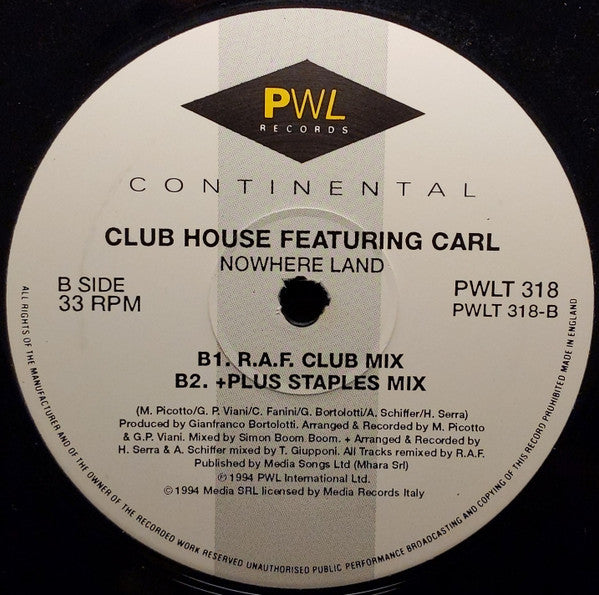 PWL
RECORDS
CONTINENTAL
CLUB HOUSE FEATURING CARL
NOWHERE LAND
B SIDE
33 RPM
PWLT 318
PWLT 318-B
B1. R.A.F. CLUB MIX
B2. +PLUS STAPLES MIX
(M. Picotto/G. P. Viani/C. Fanini/G. Bortolotti/A. Schiffer/H. Serra)
Produced by Gianfranco Bortolotti. Arranged & Recorded by M. Picotto
& G.P. Viani. Mixed by Simon Boom Boom. + Arranged & Recorded by
H. Serra & A. Schiffer mixed by T. Giupponi. All Tracks remixed by R.A.F.
Published by Media Songs Ltd (Mhara Srl)
℗ 1994 PWL International Ltd.
© 1994 Media SRL licensed by Media Records Italy
ALL RIGHTS OF THE MANUFACTURER AND OF THE OWNER OF THE RECORDED WORK RESERVED UNAUTHORISED PUBLIC PERFORMANCE BROADCASTING AND COPYING OF THIS RECORD PROHIBITED MADE IN ENGLAND